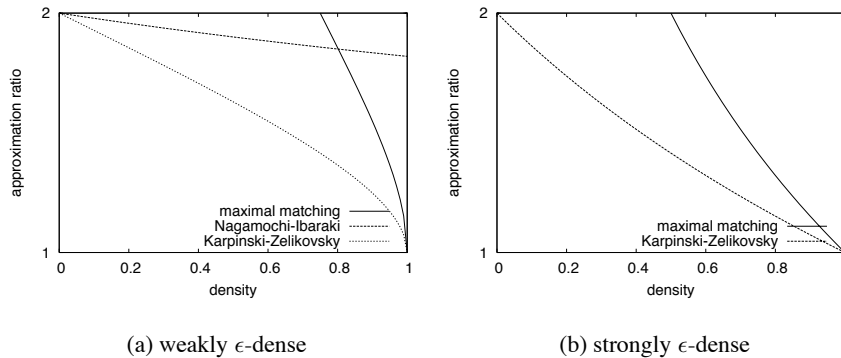 2
approximation ratio
maximal matching
Nagamochi-Ibaraki
Karpinski-Zelikovsky
1
0 0.2 0.4 0.6 0.8 1
density
(a) weakly ϵ-dense
2
approximation ratio
maximal matching
Karpinski-Zelikovsky
1
0 0.2 0.4 0.6 0.8
density
(b) strongly ϵ-dense